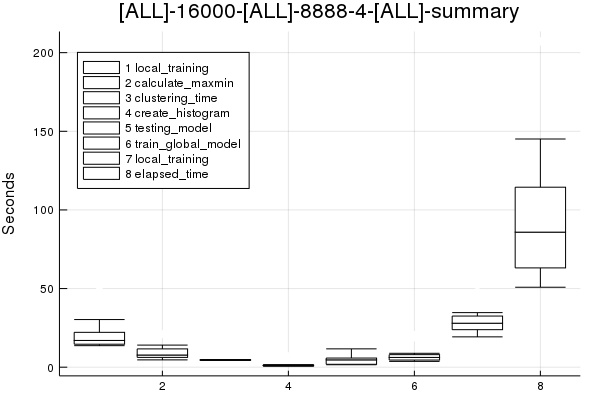 [ALL]-16000-[ALL]-8888-4-[ALL]-summary
200
1 local_training
2 calculate_maxmin
3 clustering_time
4 create_histogram
5 testing_model
6 train_global_model
7 local_training
8 elapsed_time
150
100
50
0
Seconds
2 4 6 8